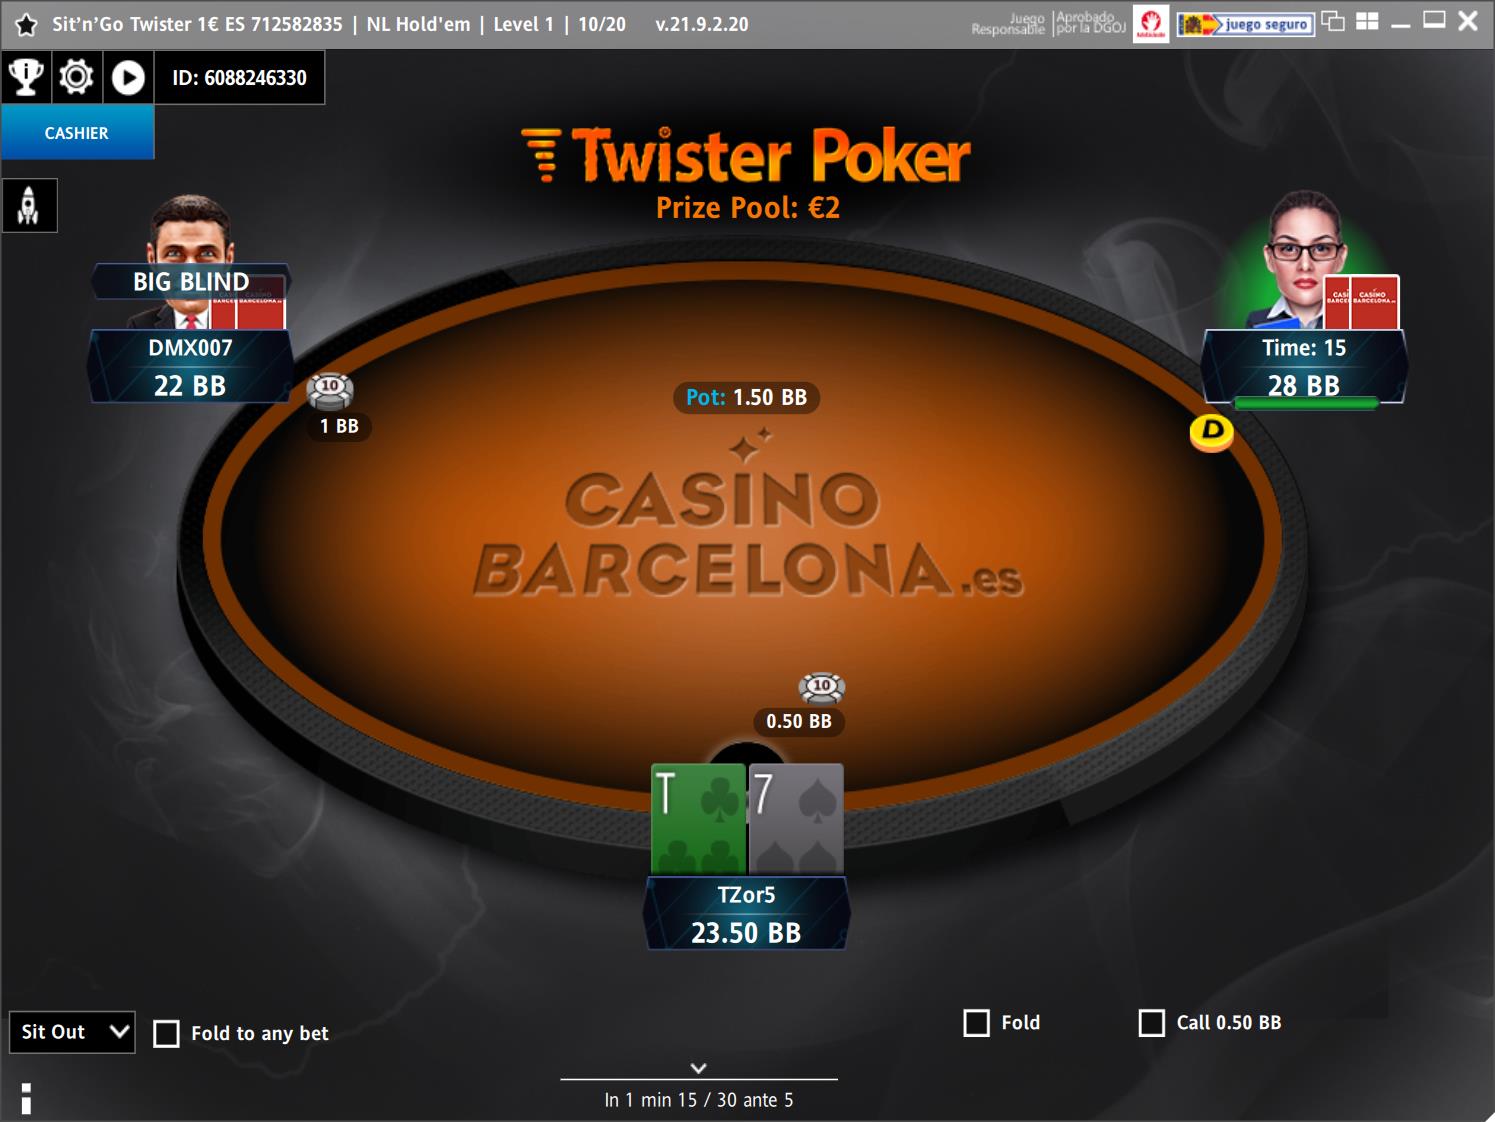 Sit’n’Go Twister 1€ ES 712582835 | NL Hold'em | Level 1 | 10/20 v.21.9.2.20
Juego Responsable
Aprobado por la DGOJ
juego seguro
ID: 6088246330
CASHIER
Twister Poker
Prize Pool: €2
BIG BLIND
CASINO BARCELONA.es
DMX007
22 BB
Time: 15
28 BB
10
1 BB
Pot: 1.50 BB
D
CASINO
BARCELONA.es
10
0.50 BB
T 7
TZor5
23.50 BB
Sit Out
Fold to any bet
Fold
Call 0.50 BB
In 1 min 15 / 30 ante 5